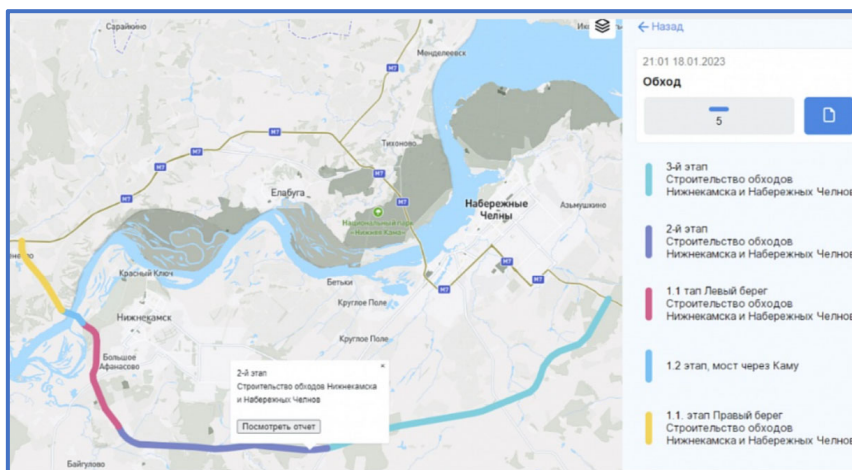 Сарайкино
Менделеевск
М7
М7
М7
Тихоново
М7
М7
Елабуга
Национальный парк
«Нижняя Кама»
Набережные
Челны
Азьмушкино
М7
М7
М7
Красный Ключ
Бетьки
Круглое Поле
Нижнекамск
Круглое Поле
Большое
Афанасово
Байгулово
2-й этап
Строительство обходов Нижнекамска
и Набережных Челнов
Посмотреть отчет
Назад
21:01 18.01.2023
Обход
5
3-й этап
Строительство обходов
Нижнекамска и Набережных Челнов
2-й этап
Строительство обходов
Нижнекамска и Набережных Челнов
1.1 тап Левый берег
Строительство обходов
Нижнекамска и Набережных Челнов
1.2 этап, мост через Каму
1.1. этап Правый берег
Строительство обходов
Нижнекамска и Набережных Челнов